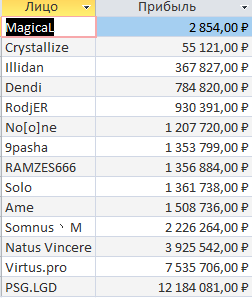 Лицо Прибыль
MagicaL 2 854,00 ₽
Crystallize 55 121,00 ₽
Illidan 367 827,00 ₽
Dendi 784 820,00 ₽
RodjER 930 391,00 ₽
No[o]ne 1 207 720,00 ₽
9pasha 1 353 799,00 ₽
RAMZES666 1 356 884,00 ₽
Solo 1 361 738,00 ₽
Ame 1 508 736,00 ₽
Somnus丶M 2 226 264,00 ₽
Natus Vincere 3 925 542,00 ₽
Virtus.pro 7 535 706,00 ₽
PSG.LGD 12 184 081,00 ₽